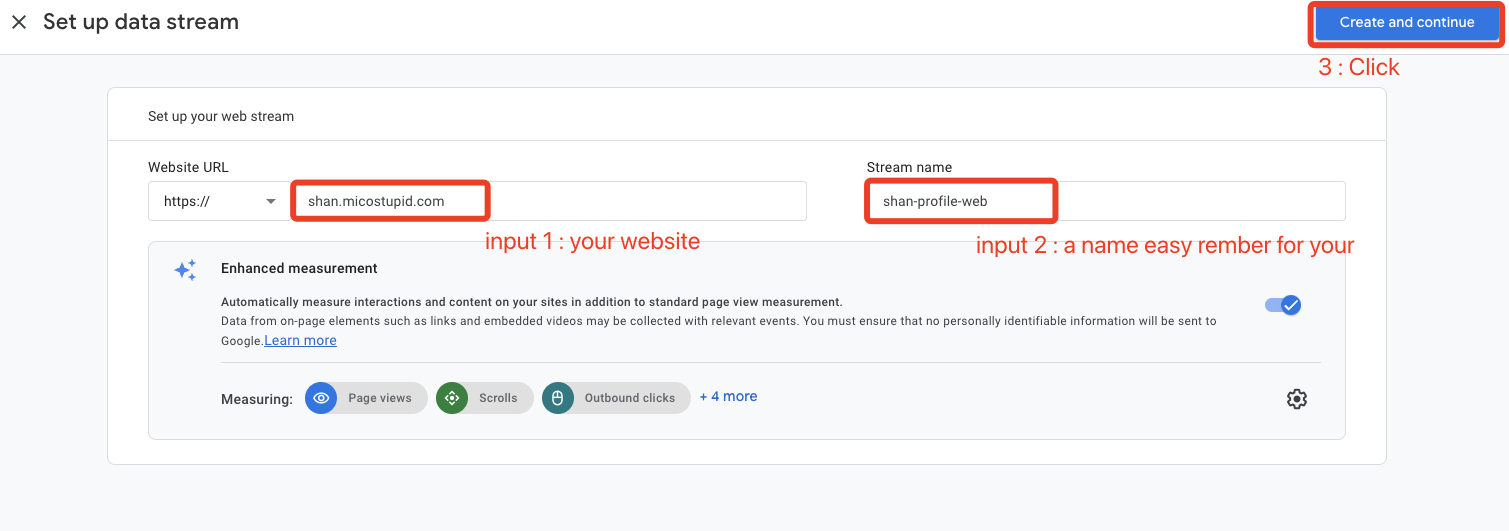 Set up data stream
Create and continue
3 : Click
Set up your web stream
Website URL
Stream name
https://
shan.micostupid.com
shan-profile-web
input 1 : your website
input 2 : a name easy rember for your
Enhanced measurement
Automatically measure interactions and content on your sites in addition to standard page view measurement.
Data from on-page elements such as links and embedded videos may be collected with relevant events. You must ensure that no personally identifiable information will be sent to
Google.Learn more
Measuring:
Page views
Scrolls
Outbound clicks
+ 4 more